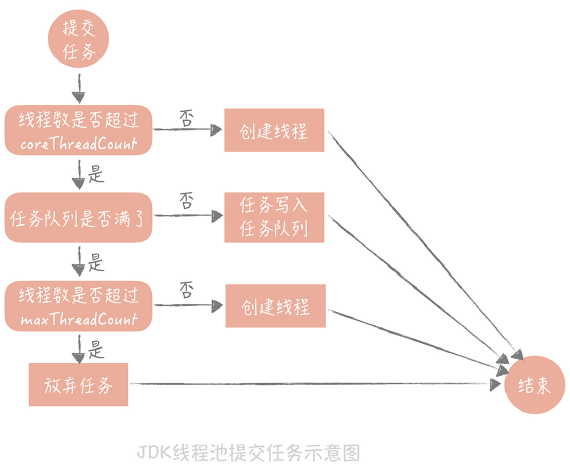 提交
任务
线程数是否超过
coreThreadCount
否
创建线程
是
任务队列是否满了
否
任务写入
任务队列
是
线程数是否超过
maxThreadCount
否
创建线程
是
放弃任务
结束
JDK线程池提交任务示意图